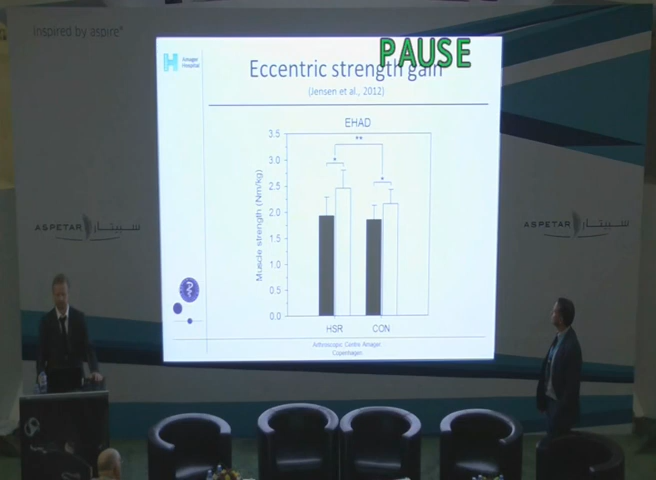 inspired by aspire
PAUSE
H Amager
Hospital
Eccentric strength gain
(Jensen et al., 2012)
EHAD
3.5
3.0
2.5
2.0
1.5
1.0
0.5
0.0
Muscle strength (Nm/kg)
**
*
*
HSR CON
Arthroscopic Centre Amager
Copenhagen
ASPETAR سبيتار
ASPETAR سبيتار